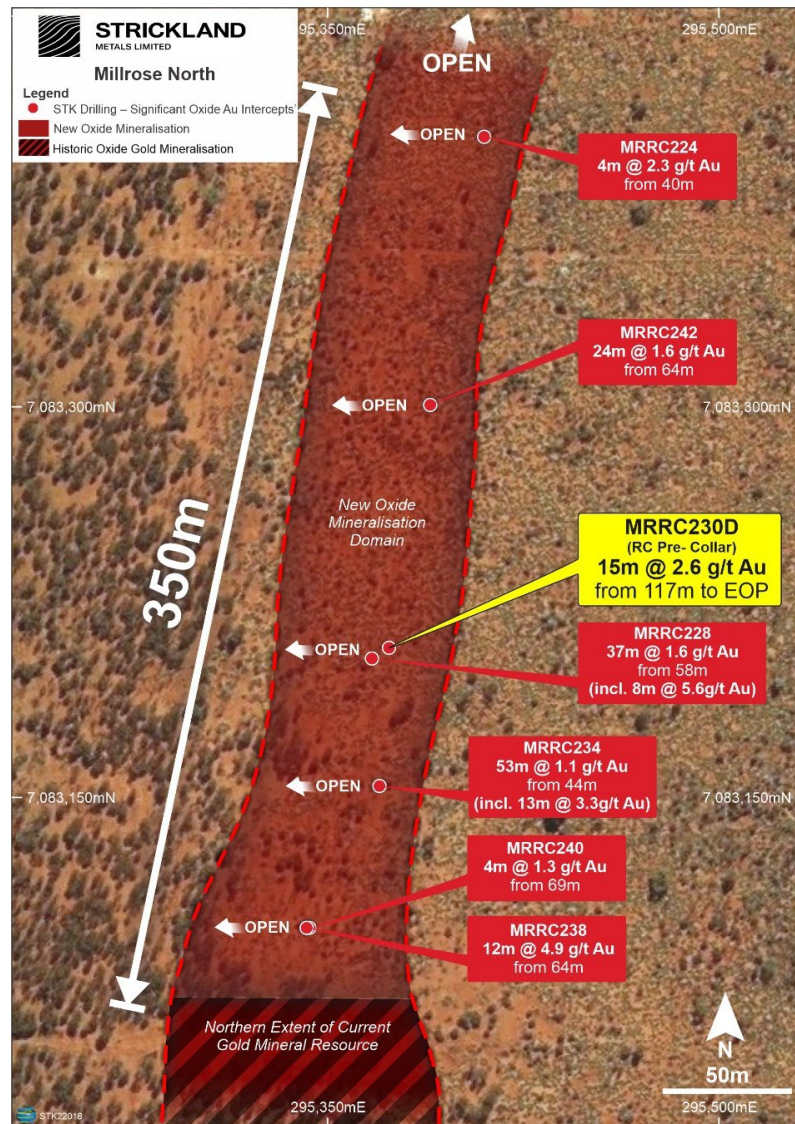 STRICKLAND
METALS LIMITED
Millrose North
Legend
STK Drilling – Significant Oxide Au Intercepts'
New Oxide Mineralisation
Historic Oxide Gold Mineralisation
295,350mE
295,500mE
OPEN
OPEN
MRRC224
4m @ 2.3 g/t Au
from 40m
MRRC242
24m @ 1.6 g/t Au
from 64m
7,083,300mN
OPEN
7,083,300mN
350m
New Oxide
Mineralisation
Domain
MRRC230D
(RC Pre- Collar)
15m @ 2.6 g/t Au
from 117m to EOP
OPEN
MRRC228
37m @ 1.6 g/t Au
from 58m
(incl. 8m @ 5.6g/t Au)
MRRC234
53m @ 1.1 g/t Au
from 44m
(incl. 13m @ 3.3g/t Au)
7,083,150mN
OPEN
7,083,150mN
MRRC240
4m @ 1.3 g/t Au
from 69m
OPEN
MRRC238
12m @ 4.9 g/t Au
from 64m
Northern Extent of Current
Gold Mineral Resource
N
50m
STK22018
295,350mE
295,500mE